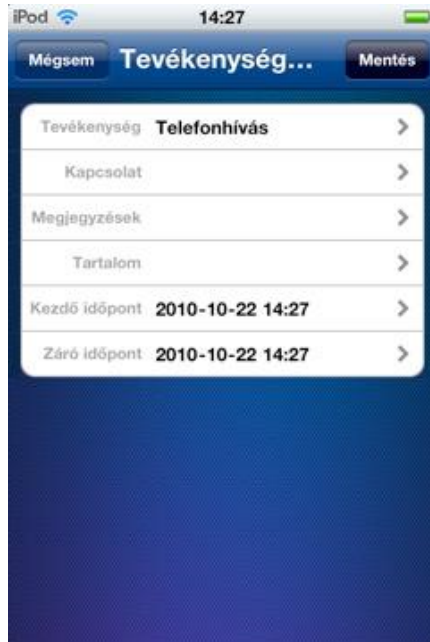 iPod 14:27
Mégsem Tevékenység... Mentés
Tevékenység Telefonhívás
Kapcsolat
Megjegyzések
Tartalom
Kezdő időpont 2010-10-22 14:27
Záró időpont 2010-10-22 14:27